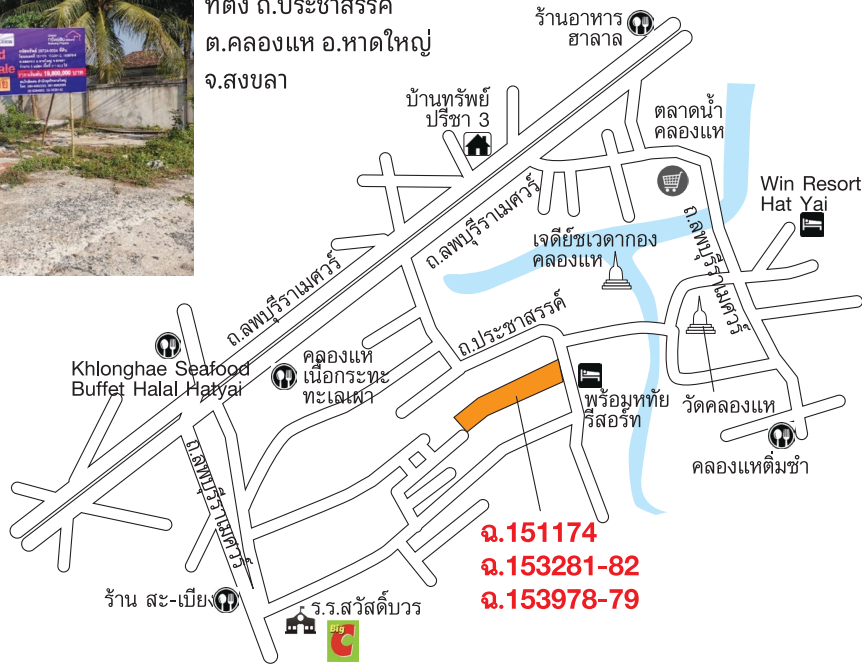 ที่ตั้ง ถ.ประชาสรรค์
ต.คลองแห อ.หาดใหญ่
จ.สงขลา
ร้านอาหาร
ฮาลาล
บ้านทรัพย์
ปรีชา 3
ตลาดน้ำ
คลองแห
Win Resort
Hat Yai
ถ.ลพบุรีราเมศวร์
ถ.ลพบุรีราเมศวร์
ถ.ลพบุรีราเมศวร์
เจดีย์ชเวดากอง
คลองแห
ถ.ประชาสรรค์
Khlonghae Seafood
Buffet Halal Hatyai
คลองแห
เนื้อกระทะ
ทะเลเผา
พร้อมหทัย
รีสอร์ท
วัดคลองแห
คลองแหติ่มซำ
ถ.ลพบุรีราเมศวร์
ฉ.151174
ฉ.153281-82
ฉ.153978-79
ร้าน สะ-เบียง
ร.ร.สวัสดิ์บวร
Big
C